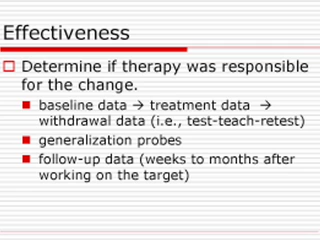 Effectiveness
Determine if therapy was responsible
for the change.
baseline data → treatment data →
withdrawal data (i.e., test-teach-retest)
generalization probes
follow-up data (weeks to months after
working on the target)